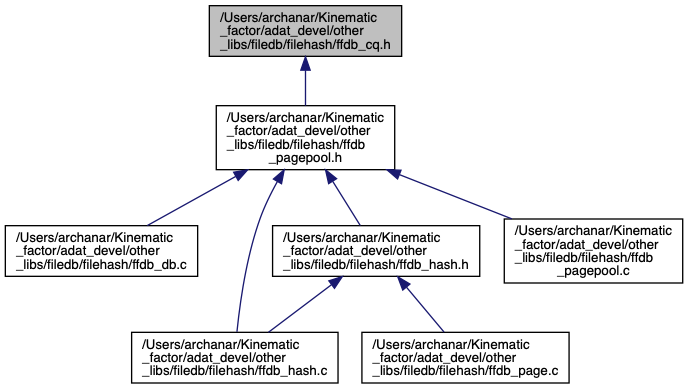 /Users/archanar/Kinematic
_factor/adat_devel/other
_libs/filedb/filehash/ffdb_cq.h
/Users/archanar/Kinematic
_factor/adat_devel/other
_libs/filedb/filehash/ffdb
_pagepool.h
/Users/archanar/Kinematic
_factor/adat_devel/other
_libs/filedb/filehash/ffdb_db.c
/Users/archanar/Kinematic
_factor/adat_devel/other
_libs/filedb/filehash/ffdb_hash.h
/Users/archanar/Kinematic
_factor/adat_devel/other
_libs/filedb/filehash/ffdb
_pagepool.c
/Users/archanar/Kinematic
_factor/adat_devel/other
_libs/filedb/filehash/ffdb_hash.c
/Users/archanar/Kinematic
_factor/adat_devel/other
_libs/filedb/filehash/ffdb_page.c